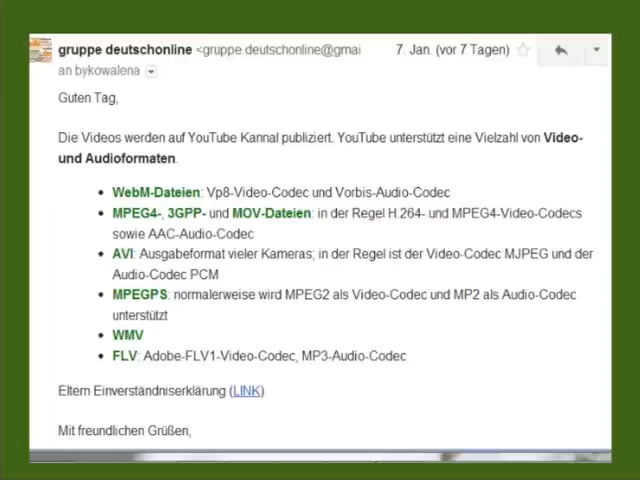 gruppe deutschonline <gruppe.deutschonline@gmai 7. Jan. (vor 7 Tagen)
an bykowalena
Guten Tag,
Die Videos werden auf YouTube Kannal publiziert. YouTube unterstützt eine Vielzahl von Video-
und Audioformaten.
• WebM-Dateien: Vp8-Video-Codec und Vorbis-Audio-Codec
• MPEG4-, 3GPP- und MOV-Dateien: in der Regel H.264- und MPEG4-Video-Codecs
sowie AAC-Audio-Codec
• AVI: Ausgabeformat vieler Kameras; in der Regel ist der Video-Codec MJPEG und der
Audio-Codec PCM
• MPEGPS: normalerweise wird MPEG2 als Video-Codec und MP2 als Audio-Codec
unterstützt
• WMV
• FLV: Adobe-FLV1-Video-Codec, MP3-Audio-Codec
Eltern Einverständniserklärung (LINK)
Mit freundlichen Grüßen,